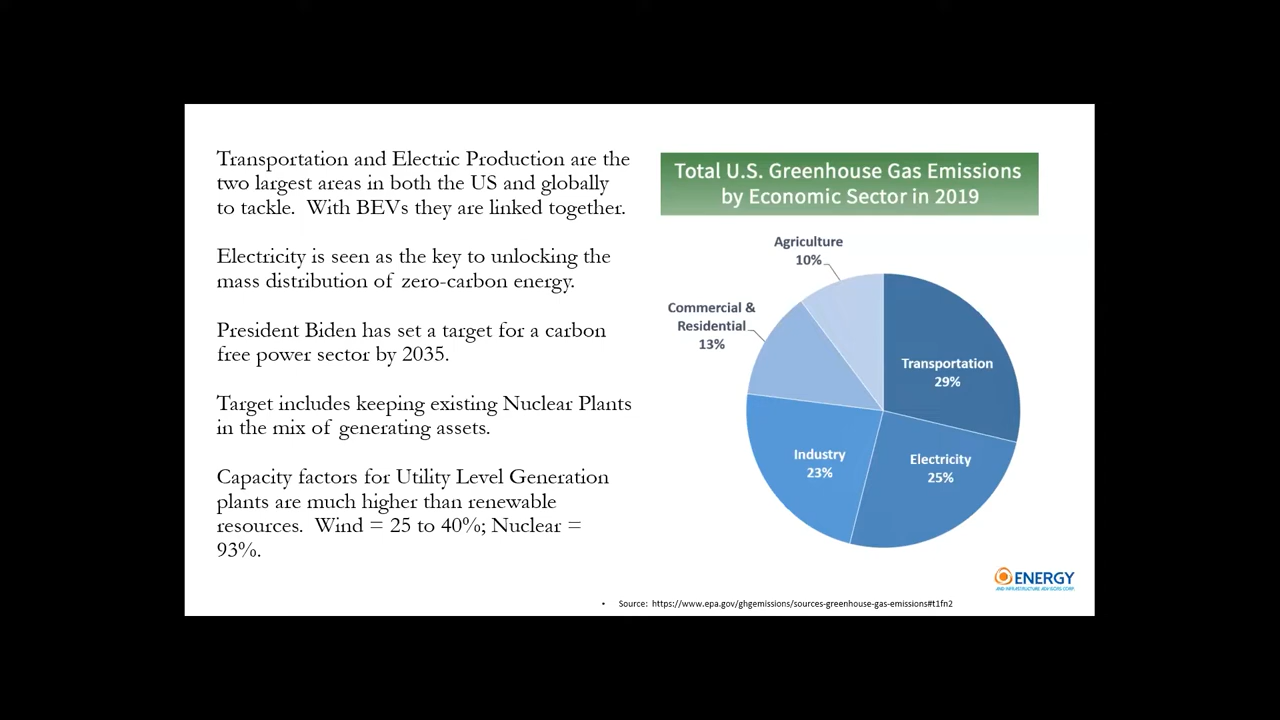 Transportation and Electric Production are the
two largest areas in both the US and globally
to tackle. With BEVs they are linked together.
Electricity is seen as the key to unlocking the
mass distribution of zero-carbon energy.
President Biden has set a target for a carbon
free power sector by 2035.
Target includes keeping existing Nuclear Plants
in the mix of generating assets.
Capacity factors for Utility Level Generation
plants are much higher than renewable
resources. Wind = 25 to 40%; Nuclear =
93%.
Total U.S. Greenhouse Gas Emissions
by Economic Sector in 2019
Agriculture
10%
Commercial &
Residential
13%
Transportation
29%
Industry
23%
Electricity
25%
ENERGY
AND INFRASTRUCTURE ADVISORS CORP.
• Source: https://www.epa.gov/ghgemissions/sources-greenhouse-gas-emissions#t1fn2